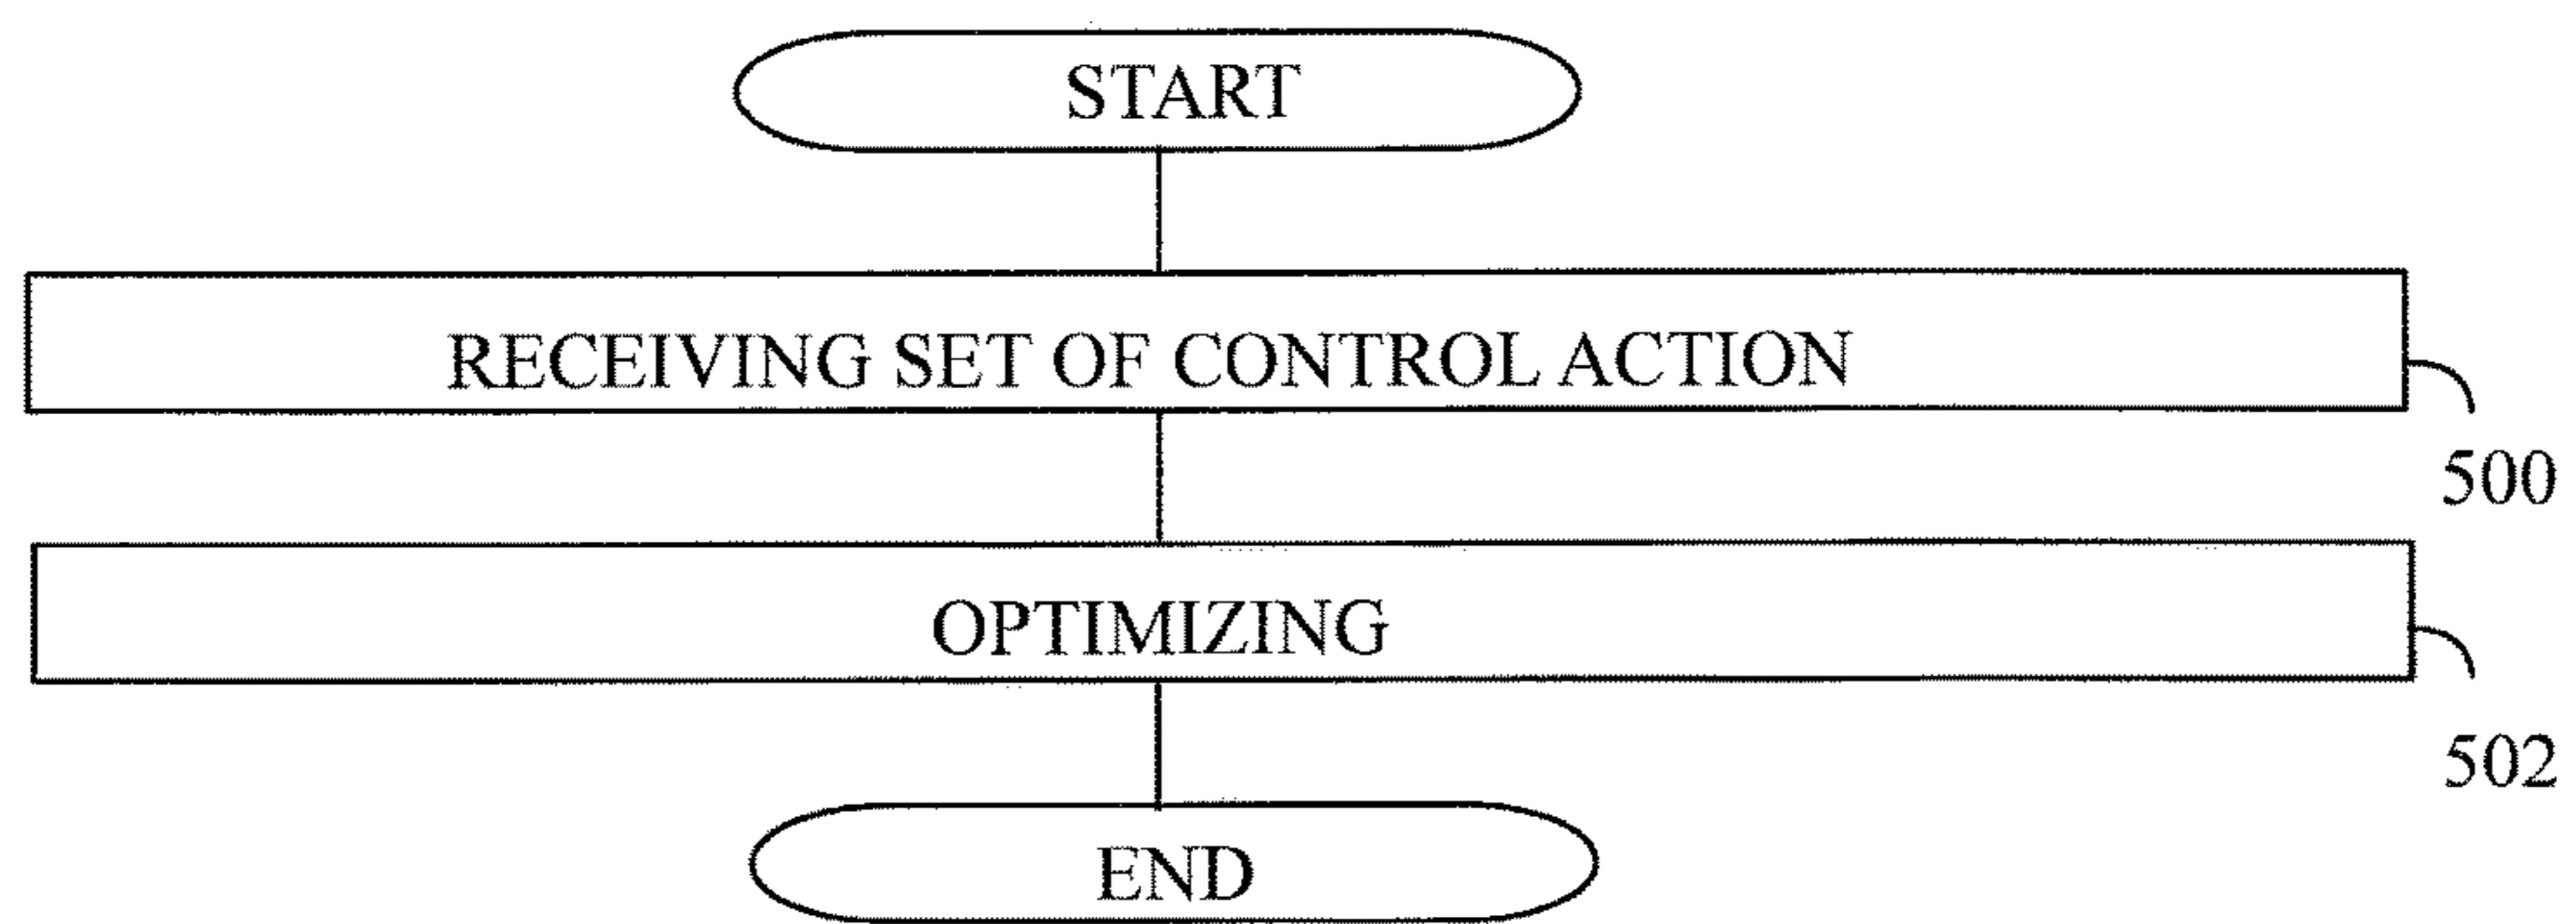 START
RECEIVING SET OF CONTROL ACTION
500
OPTIMIZING
502
END